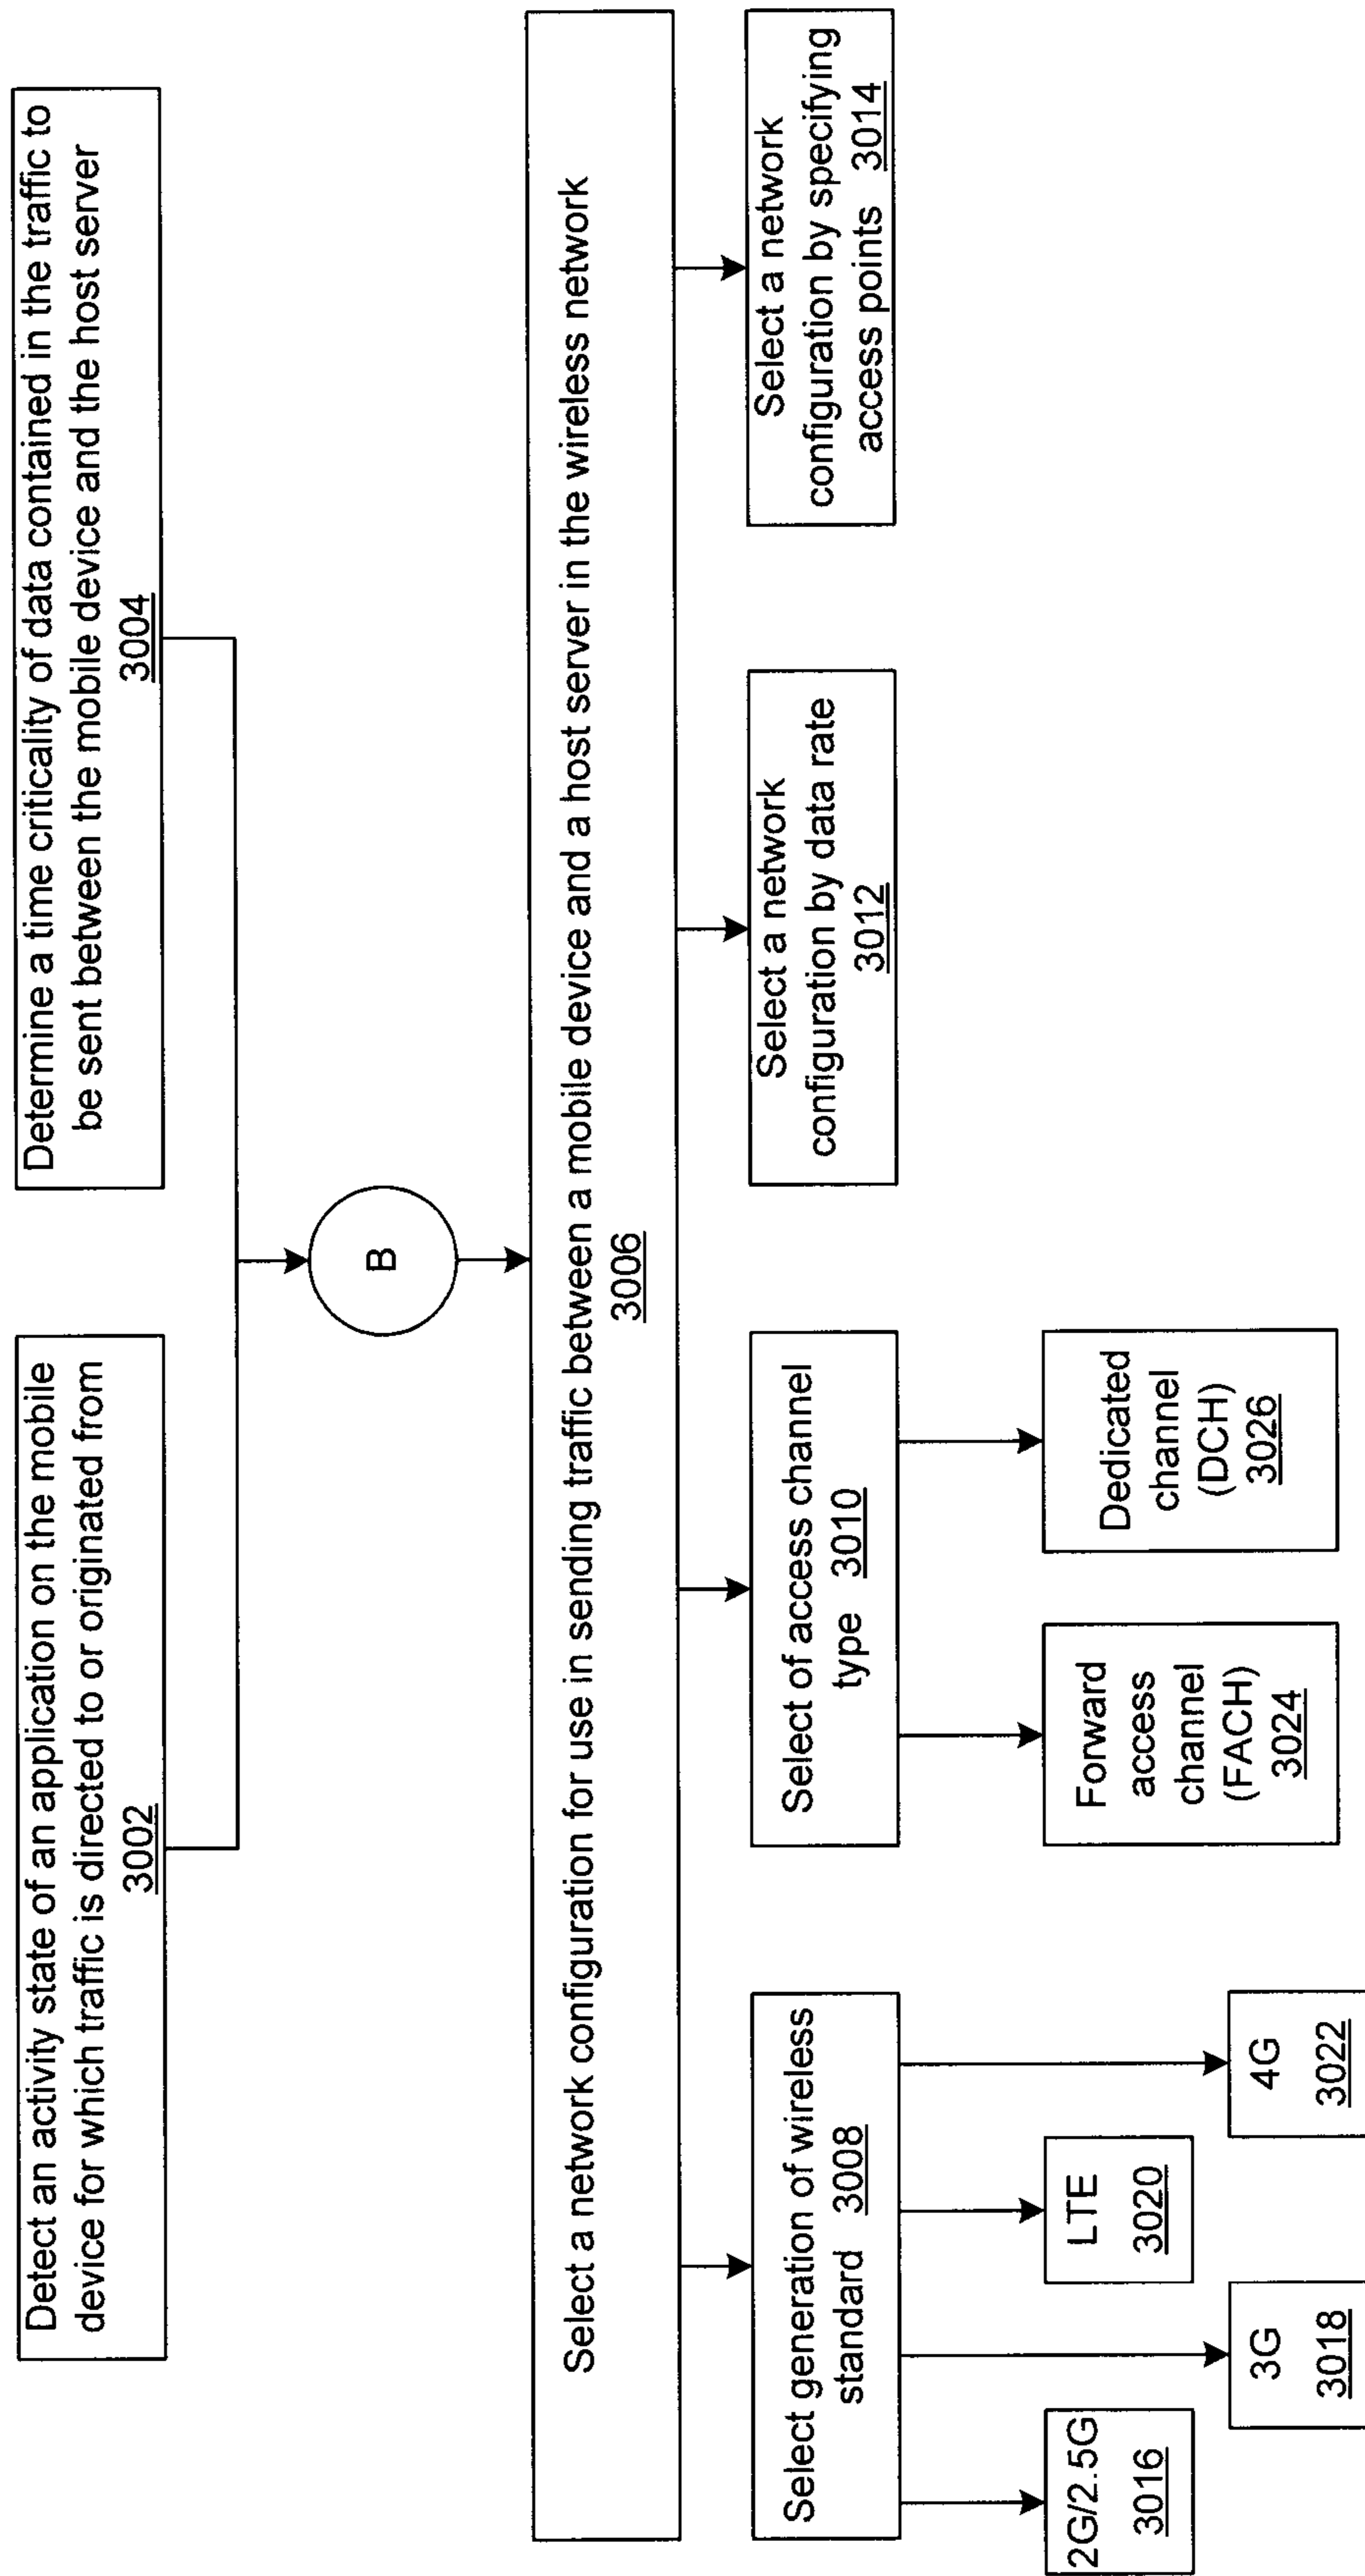 Detect an activity state of an application on the mobile
device for which traffic is directed to or originated from
3002
Determine a time criticality of data contained in the traffic to
be sent between the mobile device and the host server
3004
B
Select a network configuration for use in sending traffic between a mobile device and a host server in the wireless network
3006
Select generation of wireless
standard 3008
Select of access channel
type 3010
Select a network
configuration by data rate
3012
Select a network
configuration by specifying
access points 3014
2G/2.5G
3016
3G
3018
LTE
3020
4G
3022
Forward
access
channel
(FACH)
3024
Dedicated
channel
(DCH)
3026